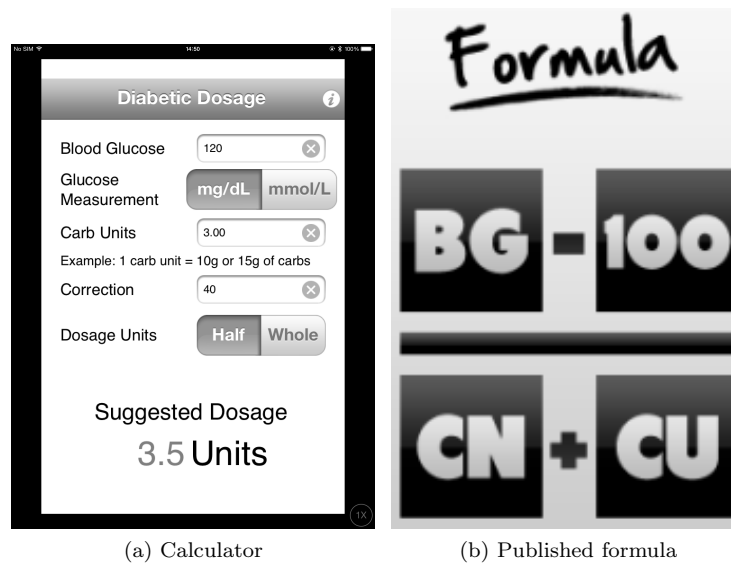 No SIM 14:50 100%
Diabetic Dosage i
Blood Glucose 120
Glucose
Measurement
mg/dL mmol/L
Carb Units 3.00
Example: 1 carb unit = 10g or 15g of carbs
Correction 40
Dosage Units Half Whole
Suggested Dosage
3.5 Units
1X
(a) Calculator
Formula
BG - 100
CN + CU
(b) Published formula